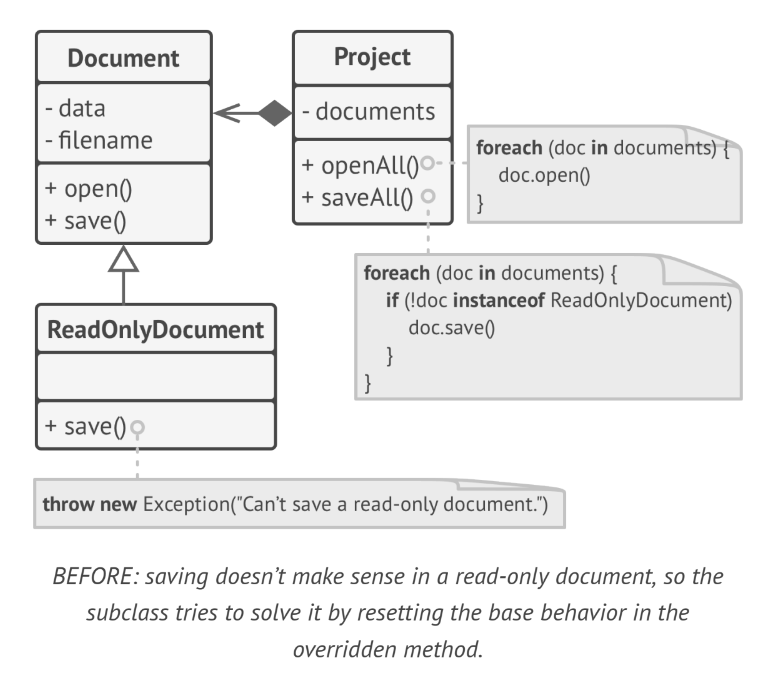 Document
- data
- filename
+ open()
+ save()
Project
- documents
+ openAll()
+ saveAll()
foreach (doc in documents) {
doc.open()
}
foreach (doc in documents) {
if (!doc instanceof ReadOnlyDocument)
doc.save()
}
}
ReadOnlyDocument
+ save()
throw new Exception("Can't save a read-only document.")
BEFORE: saving doesn't make sense in a read-only document, so the
subclass tries to solve it by resetting the base behavior in the
overridden method.